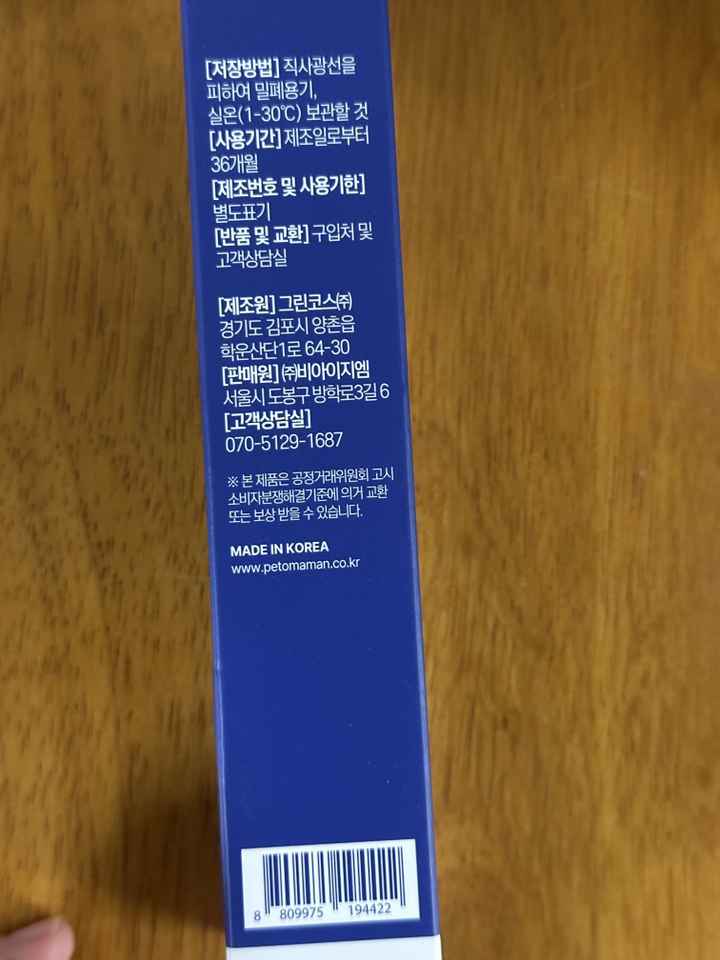 [저장방법] 직사광선을
피하여 밀폐용기,
실온(1-30℃) 보관할 것
[사용기간] 제조일로부터
36개월
[제조번호 및 사용기한]
별도표기
[반품 및 교환] 구입처 및
고객상담실
[제조원] 그린코스㈜
경기도 김포시 양촌읍
학운산단1로 64-30
[판매원] ㈜비아이지엠
서울시 도봉구 방학로3길 6
[고객상담실]
070-5129-1687
※ 본 제품은 공정거래위원회 고시
소비자분쟁해결기준에 의거 교환
또는 보상 받을 수 있습니다.
MADE IN KOREA
www.petomaman.co.kr
8 809975 194422